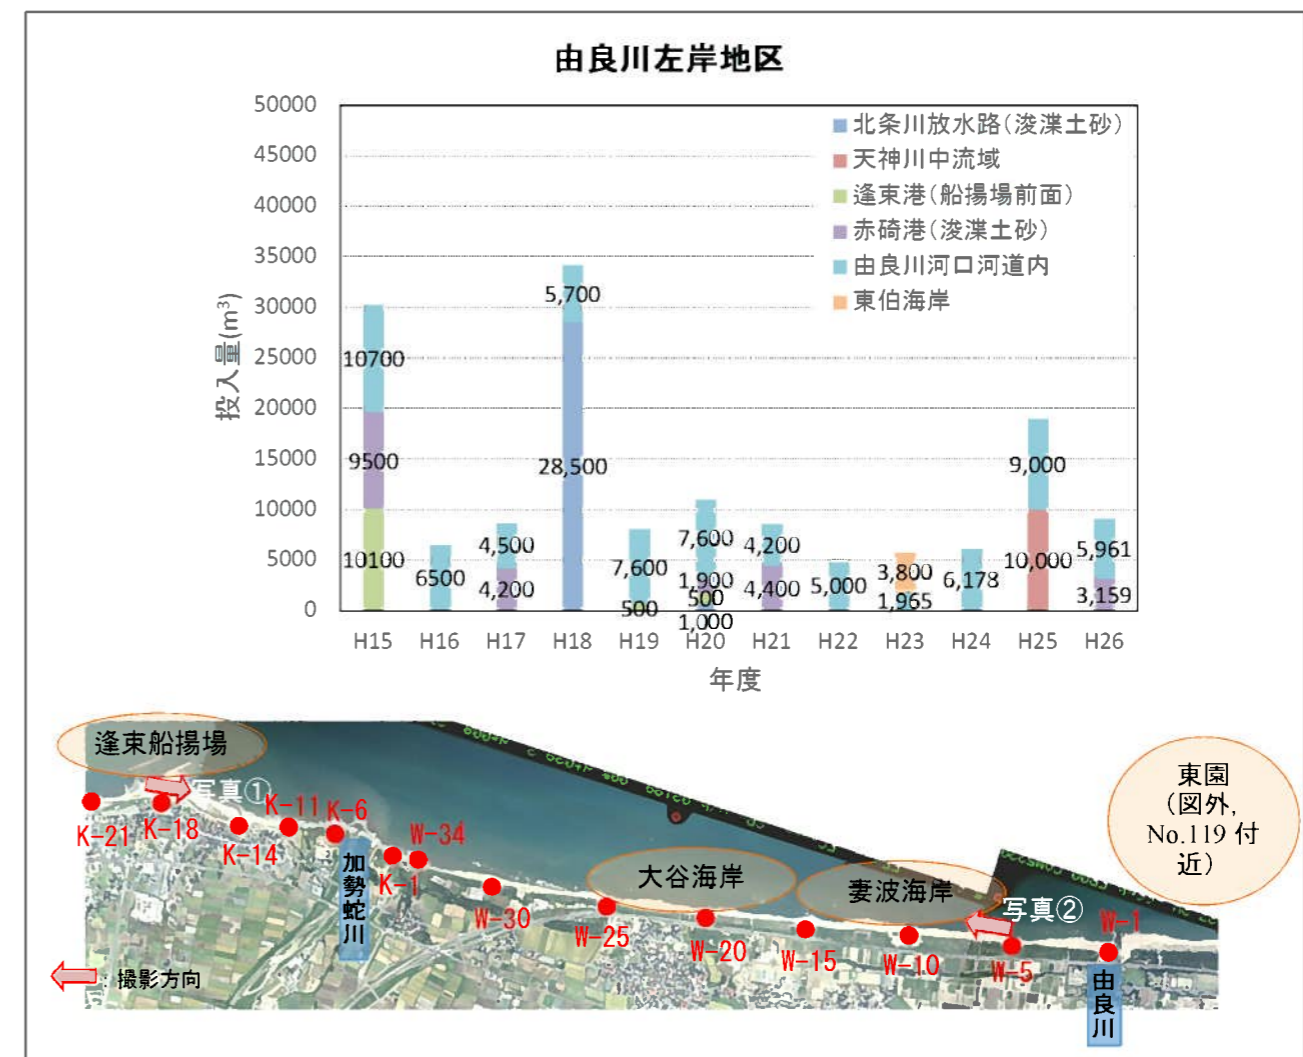 由良川左岸地区
50000
45000
40000
35000
30000
25000
20000
15000
10000
5000
0
投入量(m³)
北条川放水路(浚渫土砂)
天神川中流域
逢束港(船揚場前面)
赤碕港(浚渫土砂)
由良川河口河道内
東伯海岸
10700
9500
10100
6500
4,500
4,200
5,700
28,500
7,600
500
7,600
1,900
500
1,000
4,200
4,400
5,000
3,800
1,965
6,178
9,000
10,000
5,961
3,159
H15 H16 H17 H18 H19 H20 H21 H22 H23 H24 H25 H26
年度
逢束船揚場
写真①
K-21
K-18
K-14
K-11
K-6
加勢蛇川
K-1
W-34
W-30
W-25
大谷海岸
W-20
W-15
妻波海岸
W-10
写真②
W-5
W-1
由良川
東園
(図外,
No.119 付
近)
: 撮影方向